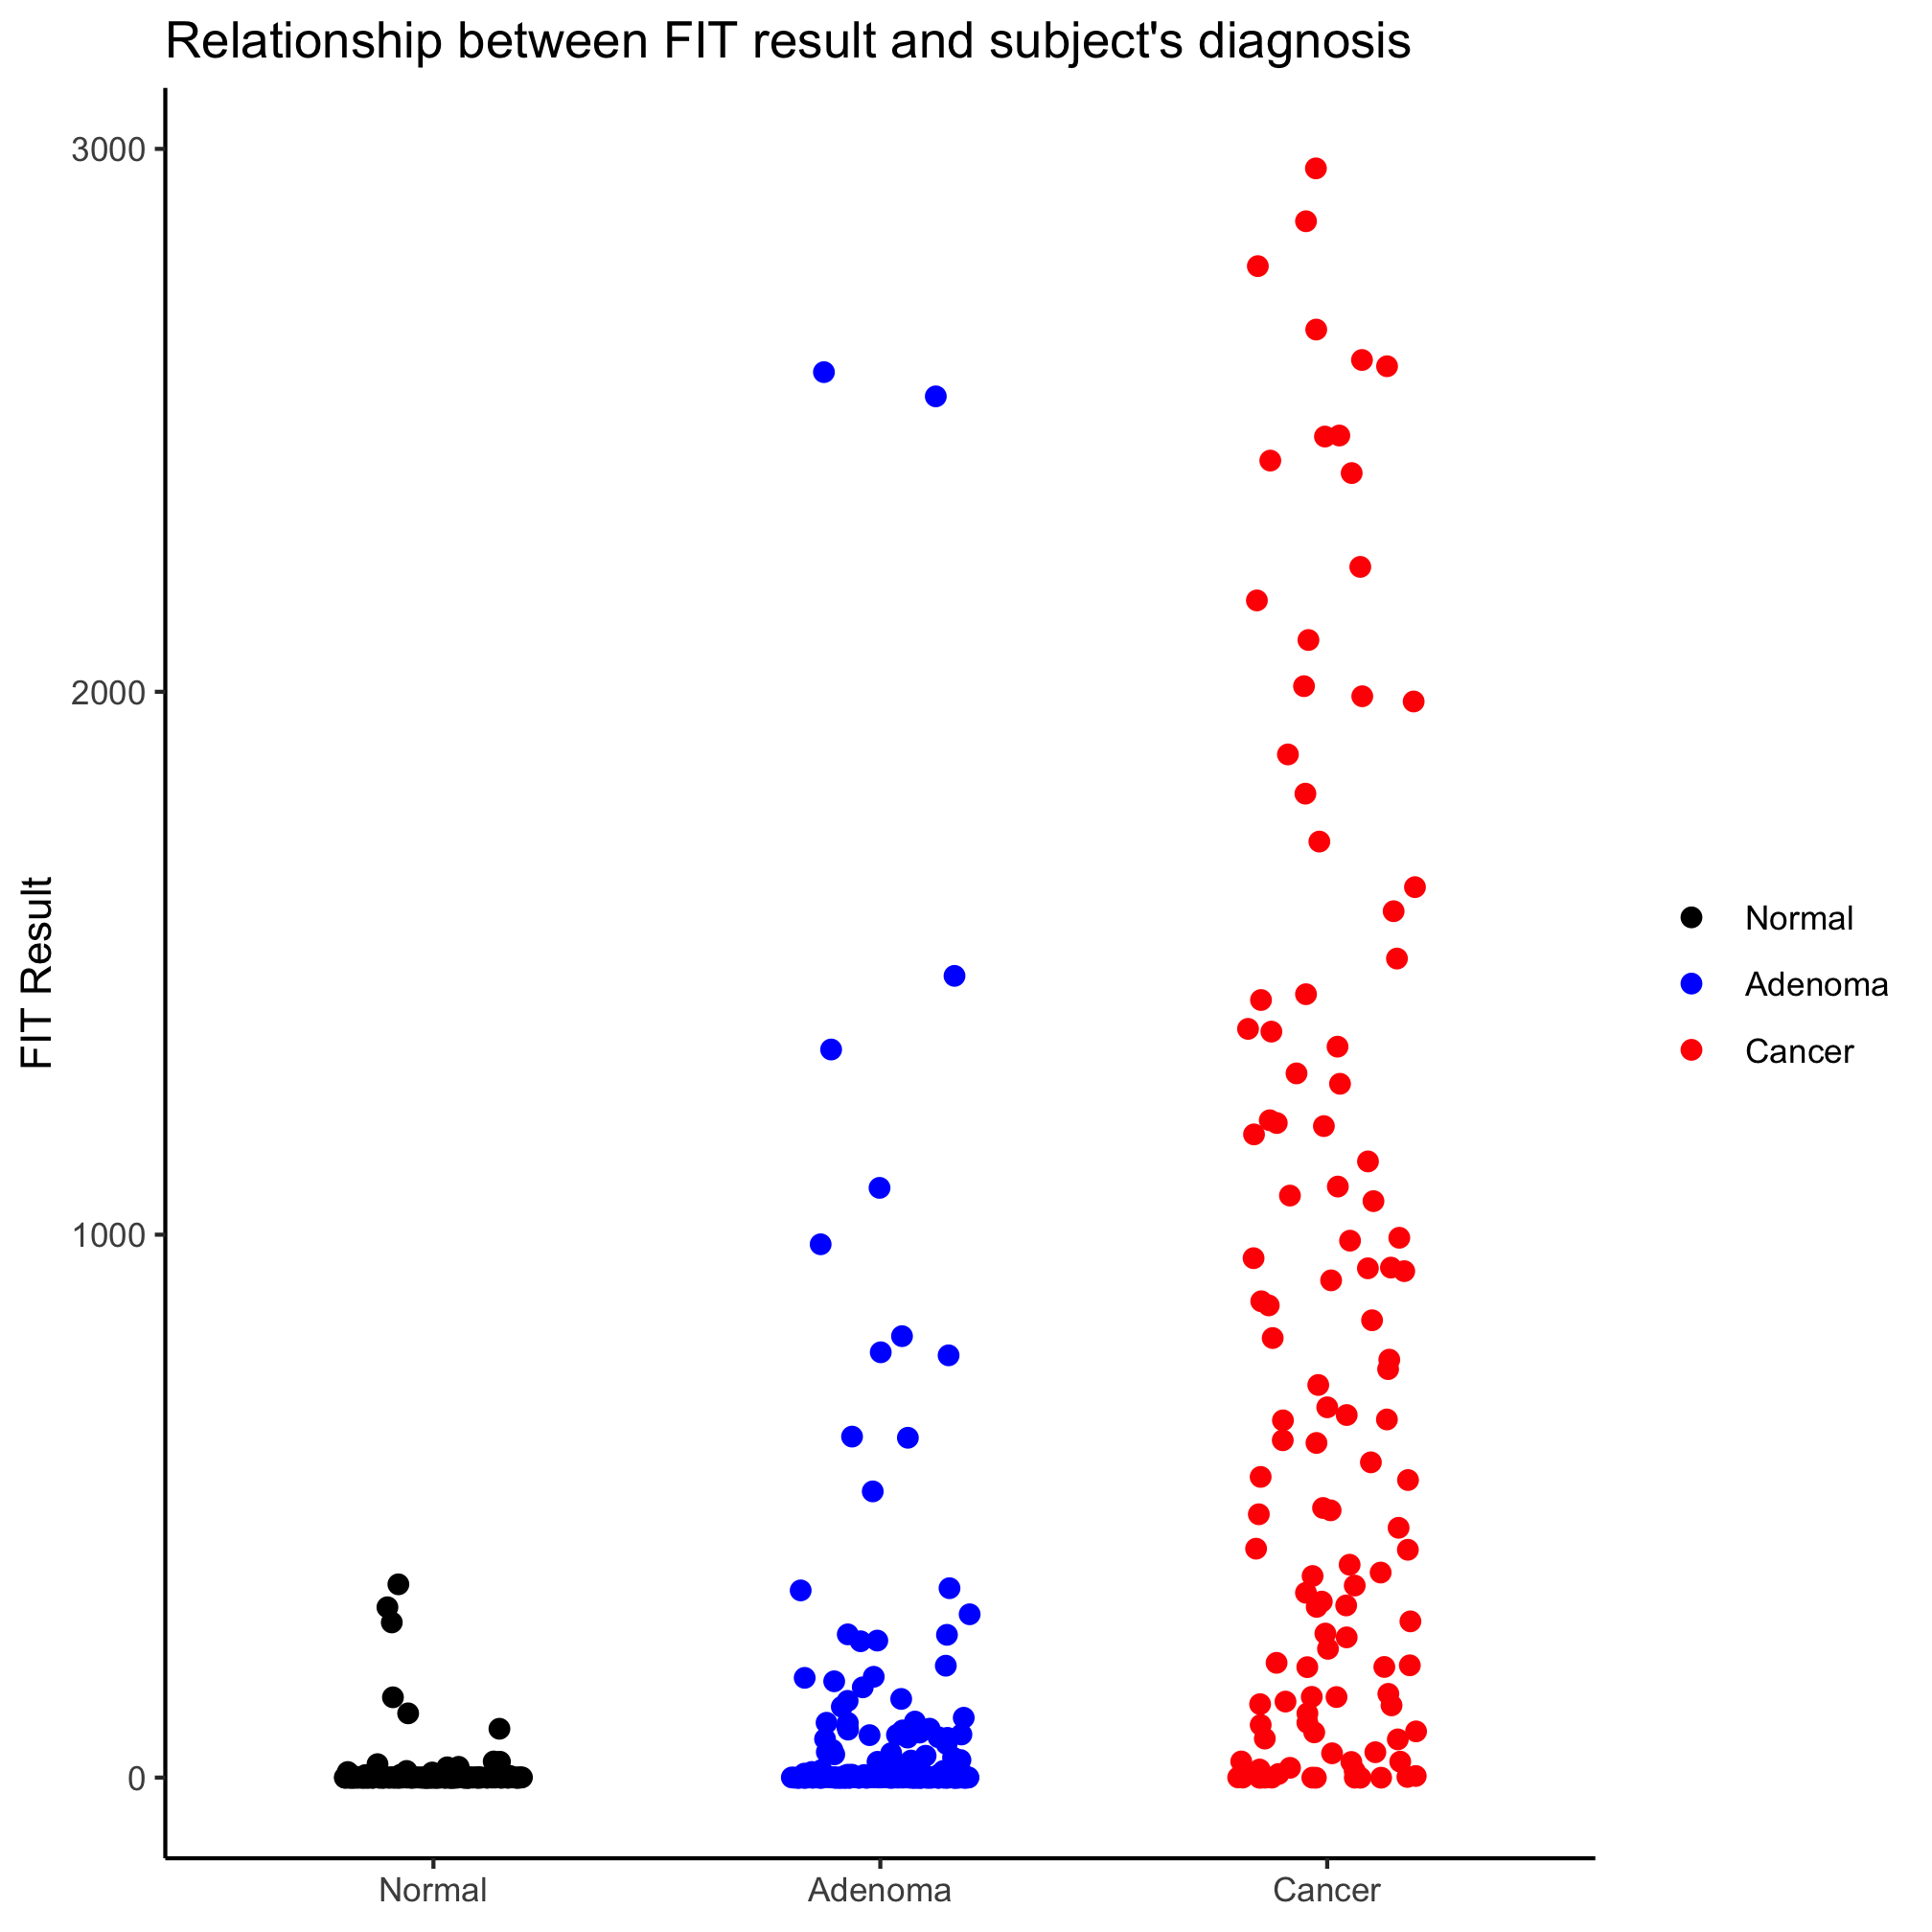 Relationship between FIT result and subject's diagnosis
3000
2000
1000
0
FIT Result
Normal
Adenoma
Cancer
Normal
Adenoma
Cancer